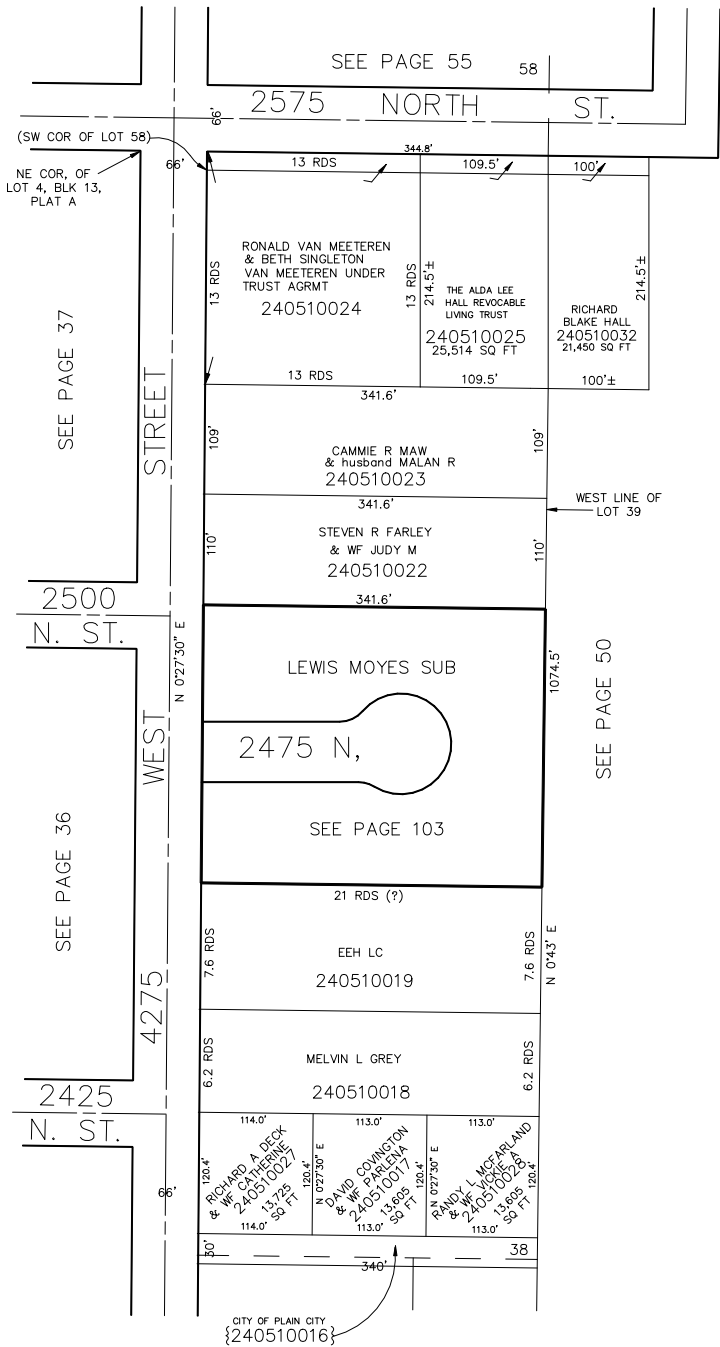 SEE PAGE 55
58
2575 NORTH ST.
66'
(SW COR OF LOT 58)
344.8'
66'
13 RDS
109.5'
100'
NE COR, OF
LOT 4, BLK 13,
PLAT A
RONALD VAN MEETEREN
& BETH SINGLETON
VAN MEETEREN UNDER
TRUST AGRMT
240510024
13 RDS
13 RDS
214.5'±
THE ALDA LEE
HALL REVOCABLE
LIVING TRUST
240510025
25,514 SQ FT
214.5'±
RICHARD
BLAKE HALL
240510032
21,450 SQ FT
13 RDS
109.5'
100'±
341.6'
SEE PAGE 37
STREET
109'
CAMMIE R MAW
& husband MALAN R
240510023
109'
341.6'
WEST LINE OF
LOT 39
110'
STEVEN R FARLEY
& WF JUDY M
240510022
110'
341.6'
2500
N. ST.
N 0°27'30" E
LEWIS MOYES SUB
1074.5'
SEE PAGE 50
WEST
2475 N,
SEE PAGE 103
SEE PAGE 36
21 RDS (?)
7.6 RDS
EEH LC
240510019
7.6 RDS
N 0°43' E
4275
6.2 RDS
MELVIN L GREY
240510018
6.2 RDS
2425
N. ST.
114.0'
113.0'
113.0'
120.4'
RICHARD A DECK
& WF CATHERINE
240510027
13,725
SQ FT
120.4'
N 0°27'30" E
DAVID COVINGTON
& WF PARLENA
240510017
13,605
SQ FT
120.4'
N 0°27'30" E
RANDY L MCFARLAND
& WF VICKIE A
240510028
13,605
SQ FT
120.4'
66'
114.0'
113.0'
113.0'
30'
38
340'
CITY OF PLAIN CITY
{240510016}